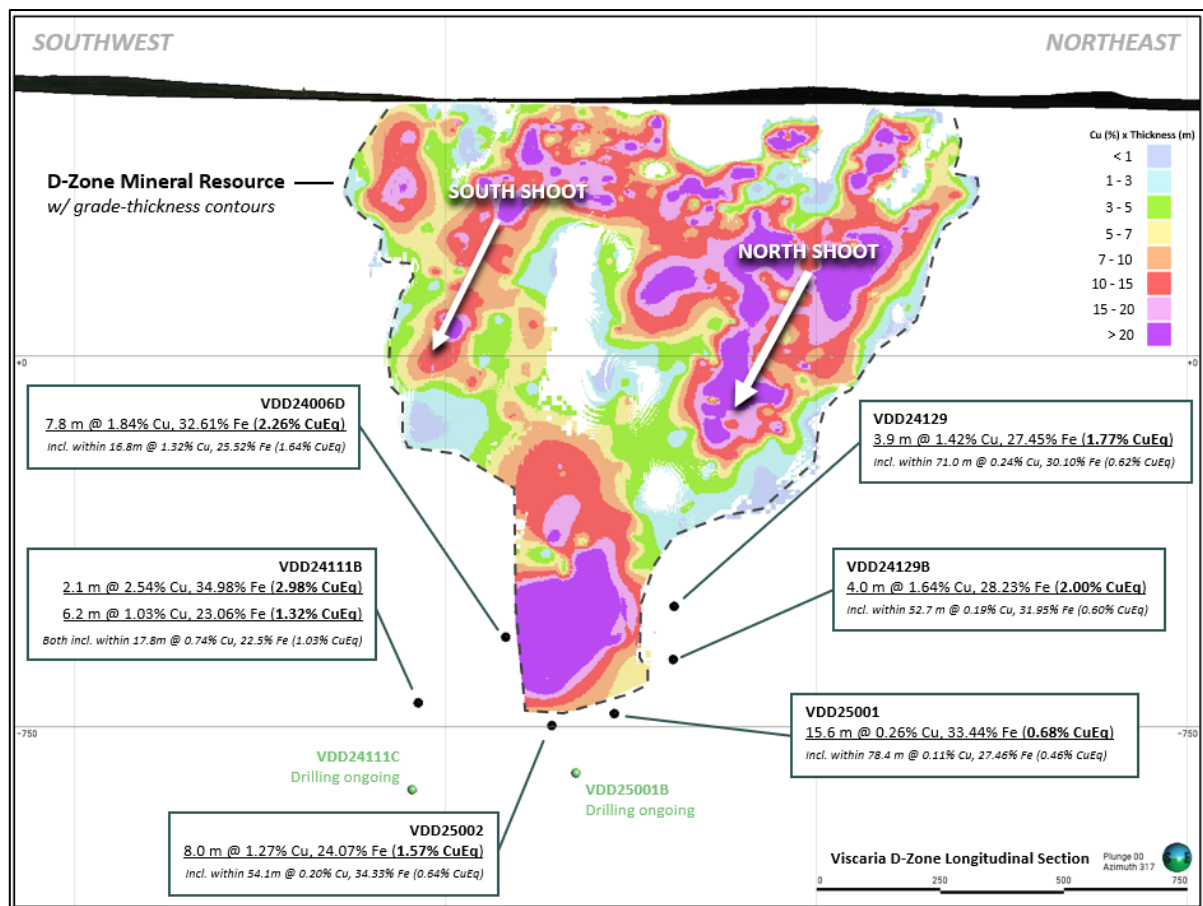 SOUTHWEST
NORTHEAST
Cu (%) x Thickness (m)
< 1
1 - 3
3 - 5
5 - 7
7 - 10
10 - 15
15 - 20
> 20
D-Zone Mineral Resource
w/ grade-thickness contours
SOUTH SHOOT
NORTH SHOOT
+0
+0
VDD24006D
7.8 m @ 1.84% Cu, 32.61% Fe (2.26% CuEq)
Incl. within 16.8m @ 1.32% Cu, 25.52% Fe (1.64% CuEq)
VDD24129
3.9 m @ 1.42% Cu, 27.45% Fe (1.77% CuEq)
Incl. within 71.0 m @ 0.24% Cu, 30.10% Fe (0.62% CuEq)
VDD24111B
2.1 m @ 2.54% Cu, 34.98% Fe (2.98% CuEq)
6.2 m @ 1.03% Cu, 23.06% Fe (1.32% CuEq)
Both incl. within 17.8m @ 0.74% Cu, 22.5% Fe (1.03% CuEq)
VDD24129B
4.0 m @ 1.64% Cu, 28.23% Fe (2.00% CuEq)
Incl. within 52.7 m @ 0.19% Cu, 31.95% Fe (0.60% CuEq)
VDD25001
15.6 m @ 0.26% Cu, 33.44% Fe (0.68% CuEq)
Incl. within 78.4 m @ 0.11% Cu, 27.46% Fe (0.46% CuEq)
-750
-750
VDD24111C
Drilling ongoing
VDD25001B
Drilling ongoing
VDD25002
8.0 m @ 1.27% Cu, 24.07% Fe (1.57% CuEq)
Incl. within 54.1m @ 0.20% Cu, 34.33% Fe (0.64% CuEq)
Viscaria D-Zone Longitudinal Section
Plunge 00
Azimuth 317
0 250 500 750